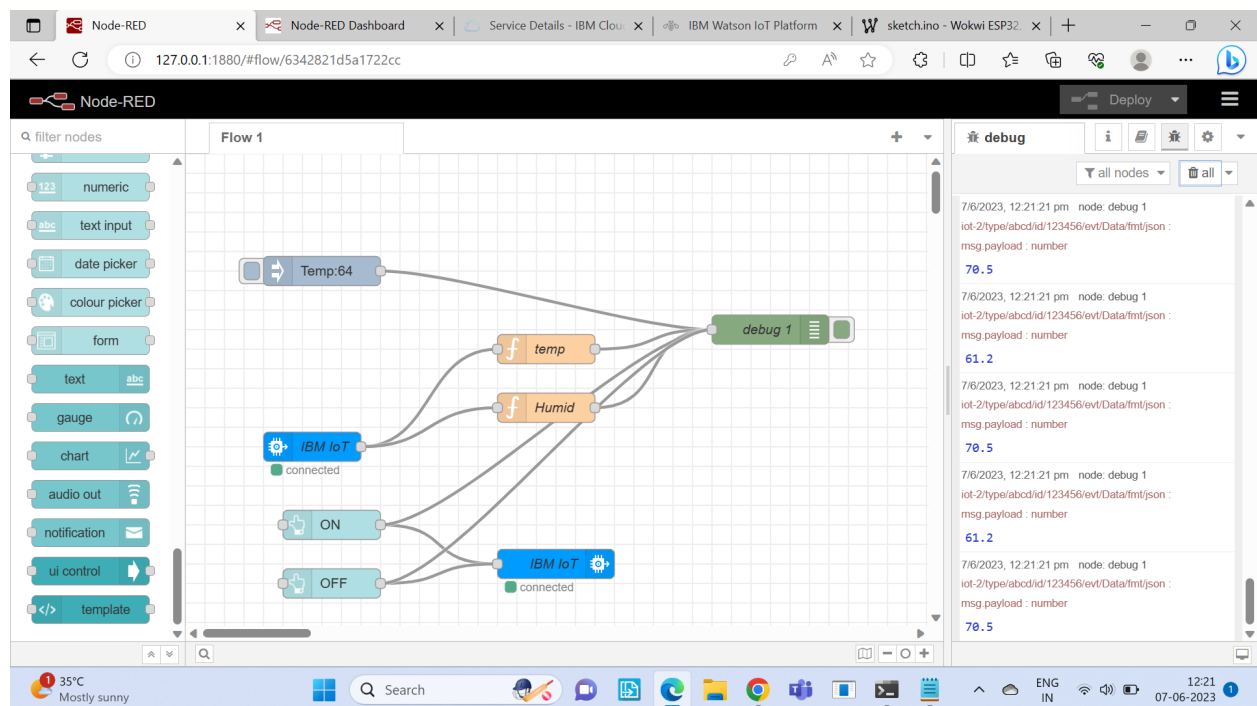 Node-RED
Node-RED Dashboard
Service Details - IBM Clou
IBM Watson IoT Platform
sketch.ino - Wokwi ESP32,
127.0.0.1:1880/#flow/6342821d5a1722cc
Node-RED
Deploy
filter nodes
Flow 1
debug
i
all nodes
all
123 numeric
abc text input
date picker
colour picker
form
text abc
gauge
chart
audio out
notification
ui control
</> template
Temp:64
debug 1
f temp
f Humid
IBM IoT
connected
ON
OFF
IBM IoT
connected
7/6/2023, 12:21:21 pm node: debug 1
iot-2/type/abcd/id/123456/evt/Data/fmt/json :
msg.payload : number
70.5
7/6/2023, 12:21:21 pm node: debug 1
iot-2/type/abcd/id/123456/evt/Data/fmt/json :
msg.payload : number
61.2
7/6/2023, 12:21:21 pm node: debug 1
iot-2/type/abcd/id/123456/evt/Data/fmt/json :
msg.payload : number
70.5
7/6/2023, 12:21:21 pm node: debug 1
iot-2/type/abcd/id/123456/evt/Data/fmt/json :
msg.payload : number
61.2
7/6/2023, 12:21:21 pm node: debug 1
iot-2/type/abcd/id/123456/evt/Data/fmt/json :
msg.payload : number
70.5
1
35°C
Mostly sunny
Search
ENG
IN
12:21
07-06-2023
1